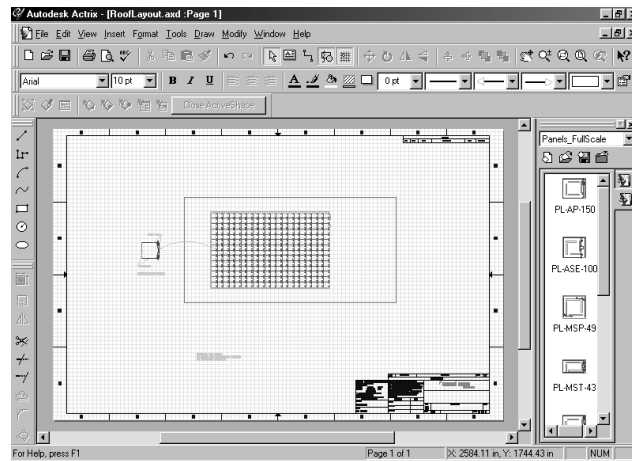 Autodesk Actrix - [RoofLayout.axd :Page 1]
File Edit View Insert Format Tools Draw Modify Window Help
Arial 10 pt B I U A 0 pt
Close ActiveShape
Panels_FullScale
PL-AP-150
PL-ASE-100
PL-MSP-49
PL-MST-43
For Help, press F1 Page 1 of 1 X: 2584.11 in, Y: 1744.43 in NUM